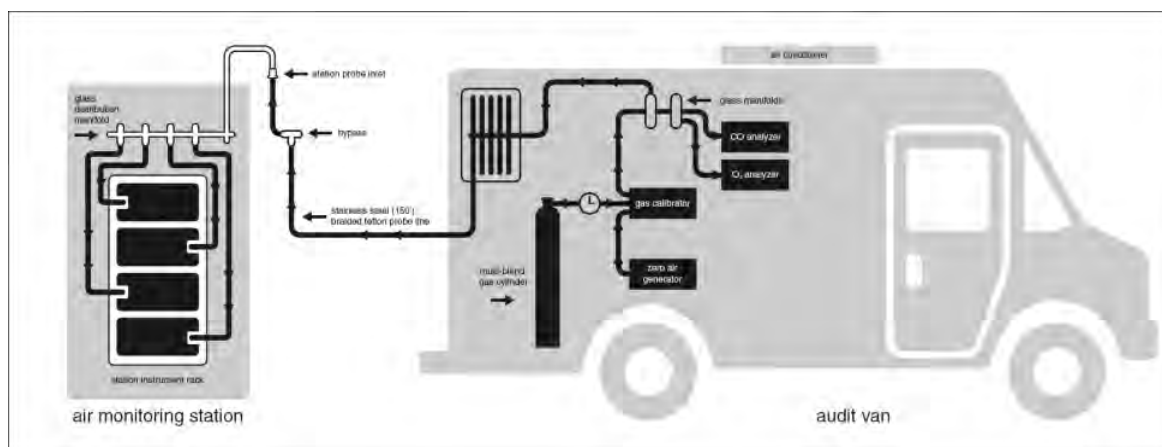 air conditioner
station probe inlet
glass
distribution
manifold
glass manifolds
bypass
CO analyzer
O₃ analyzer
stainless steel (150')
braided teflon probe line
gas calibrator
multi-blend
gas cylinder
zero air
generator
station instrument rack
air monitoring station
audit van